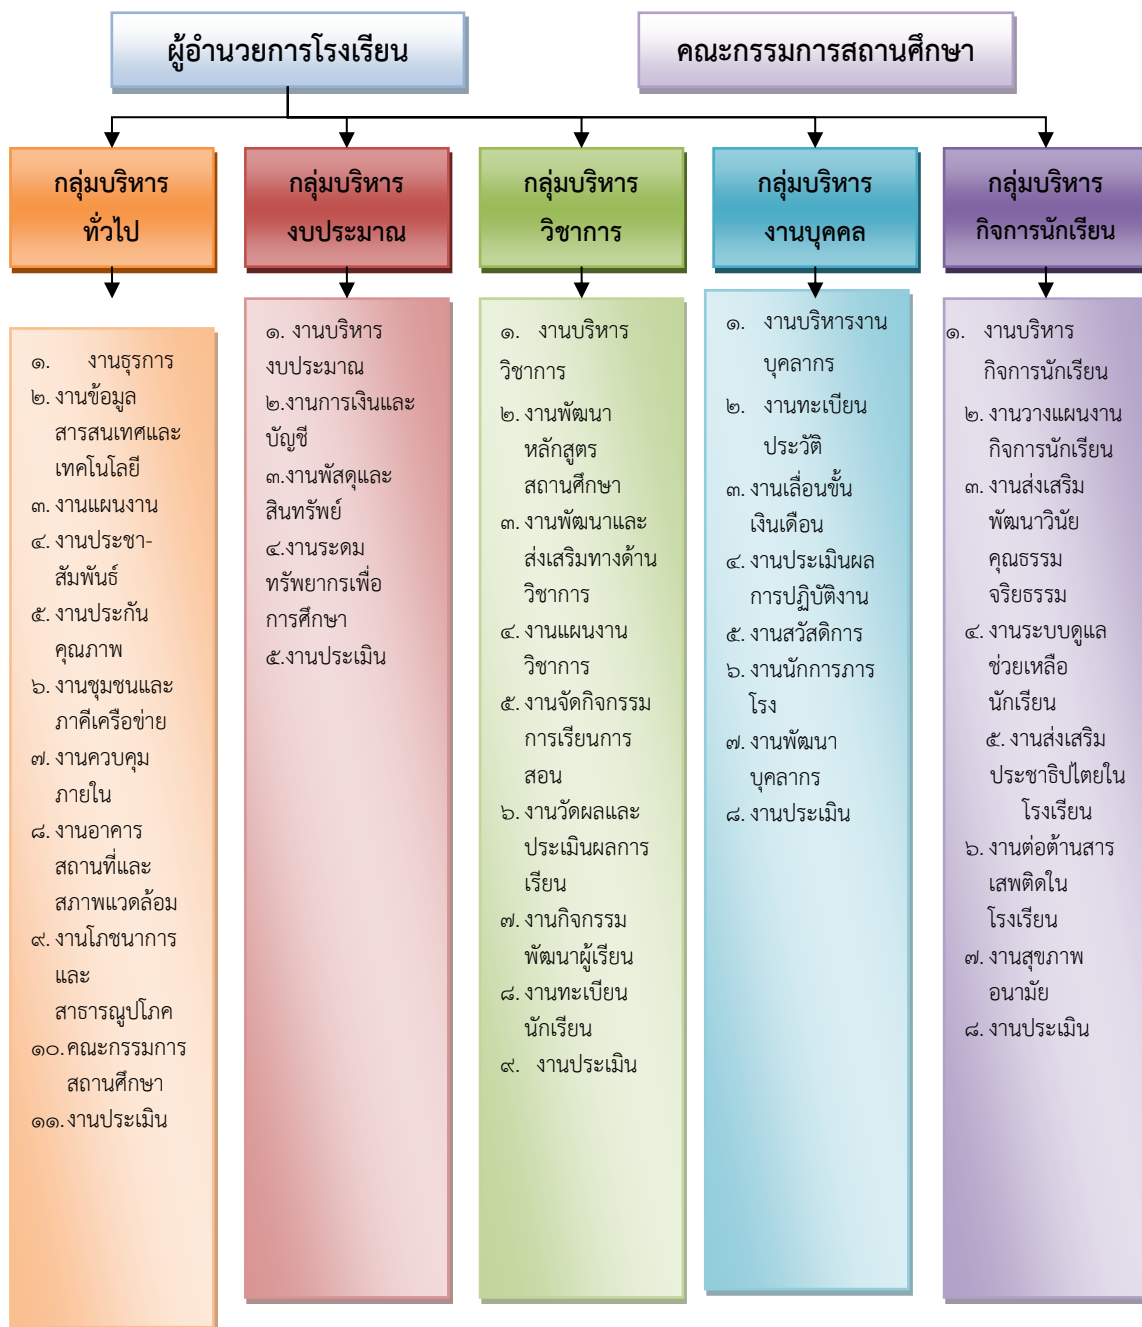 ผู้อำนวยการโรงเรียน
คณะกรรมการสถานศึกษา
กลุ่มบริหาร
ทั่วไป
กลุ่มบริหาร
งบประมาณ
กลุ่มบริหาร
วิชาการ
กลุ่มบริหาร
งานบุคคล
กลุ่มบริหาร
กิจการนักเรียน
๑. งานธุรการ
๒. งานข้อมูล
สารสนเทศและ
เทคโนโลยี
๓. งานแผนงาน
๔. งานประชา-
สัมพันธ์
๕. งานประกัน
คุณภาพ
๖. งานชุมชนและ
ภาคีเครือข่าย
๗. งานควบคุม
ภายใน
๘. งานอาคาร
สถานที่และ
สภาพแวดล้อม
๙. งานโภชนาการ
และ
สาธารณูปโภค
๑๐. คณะกรรมการ
สถานศึกษา
๑๑. งานประเมิน
๑. งานบริหาร
งบประมาณ
๒.งานการเงินและ
บัญชี
๓.งานพัสดุและ
สินทรัพย์
๔.งานระดม
ทรัพยากรเพื่อ
การศึกษา
๕.งานประเมิน
๑. งานบริหาร
วิชาการ
๒. งานพัฒนา
หลักสูตร
สถานศึกษา
๓. งานพัฒนาและ
ส่งเสริมทางด้าน
วิชาการ
๔. งานแผนงาน
วิชาการ
๕. งานจัดกิจกรรม
การเรียนการ
สอน
๖. งานวัดผลและ
ประเมินผลการ
เรียน
๗. งานกิจกรรม
พัฒนาผู้เรียน
๘. งานทะเบียน
นักเรียน
๙. งานประเมิน
๑. งานบริหารงาน
บุคลากร
๒. งานทะเบียน
ประวัติ
๓. งานเลื่อนขั้น
เงินเดือน
๔. งานประเมินผล
การปฏิบัติงาน
๕. งานสวัสดิการ
๖. งานนักการภาร
โรง
๗. งานพัฒนา
บุคลากร
๘. งานประเมิน
๑. งานบริหาร
กิจการนักเรียน
๒. งานวางแผนงาน
กิจการนักเรียน
๓. งานส่งเสริม
พัฒนาวินัย
คุณธรรม
จริยธรรม
๔. งานระบบดูแล
ช่วยเหลือ
นักเรียน
๕. งานส่งเสริม
ประชาธิปไตยใน
โรงเรียน
๖. งานต่อต้านสาร
เสพติดใน
โรงเรียน
๗. งานสุขภาพ
อนามัย
๘. งานประเมิน